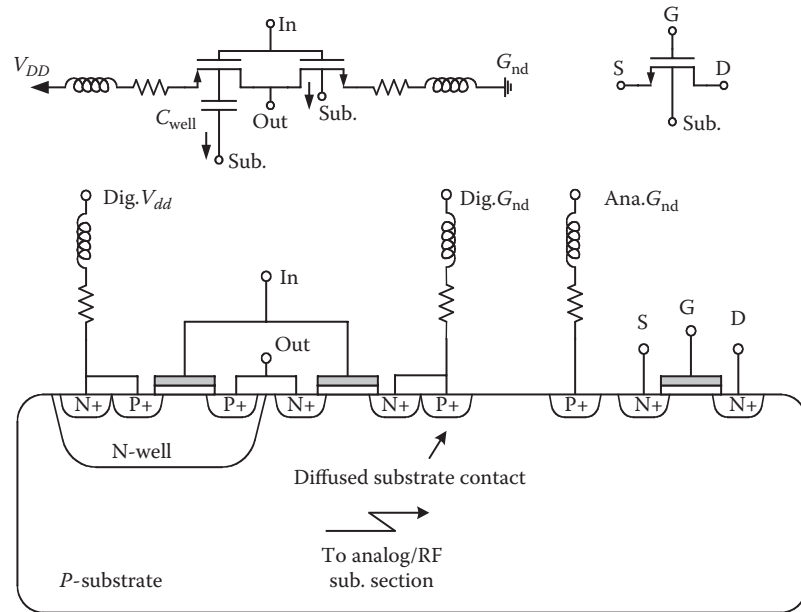 In
G
V_DD
G_nd
S
D
C_well
Out
Sub.
Sub.
Sub.
Dig.V_dd
Dig.G_nd
Ana.G_nd
In
Out
S
G
D
N+
P+
P+
N+
N+
P+
P+
N+
N+
N-well
Diffused substrate contact
To analog/RF
sub. section
P-substrate